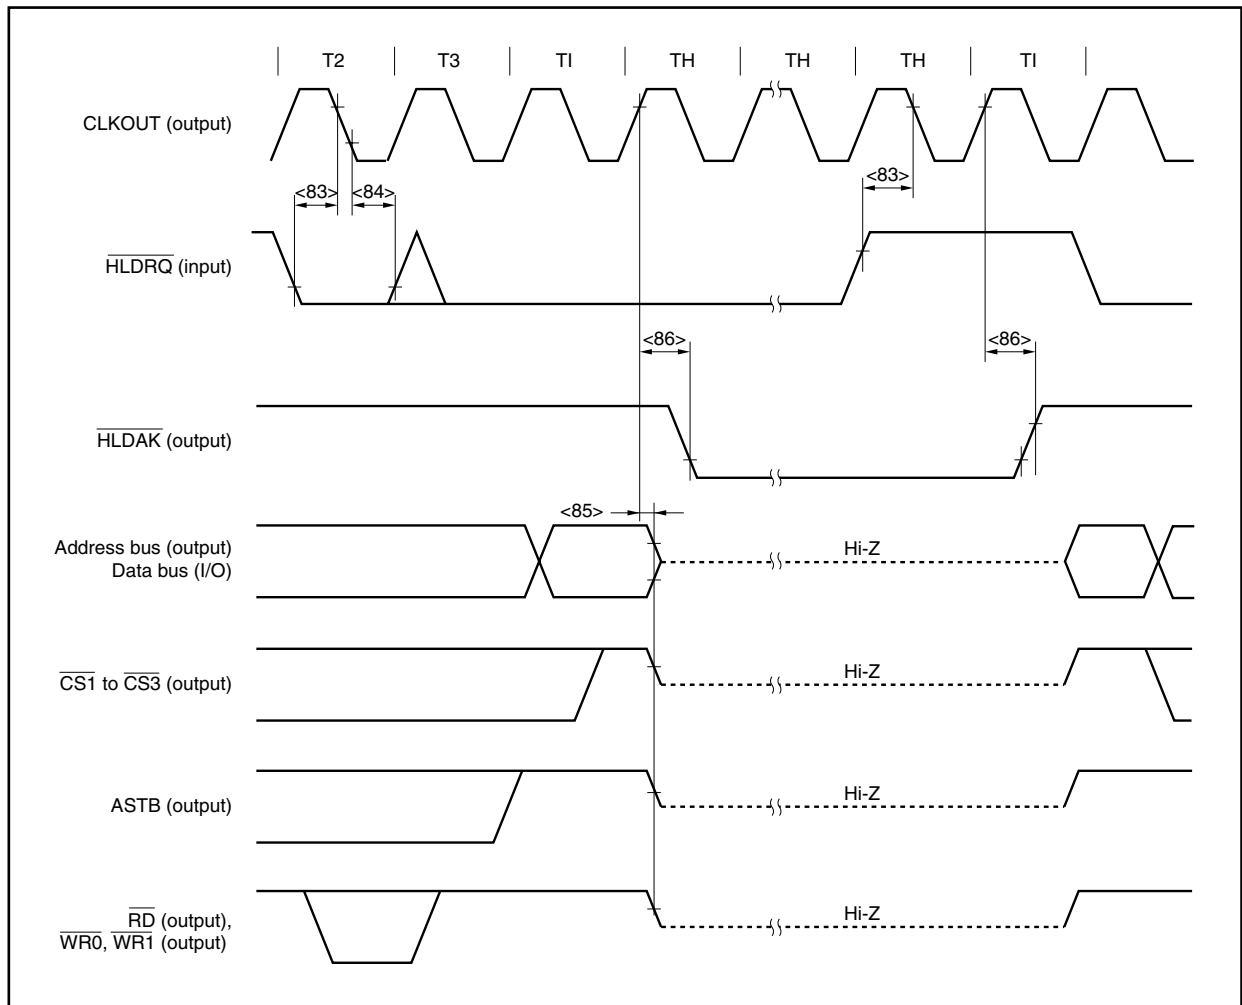 T2 T3 TI TH TH TH TI
CLKOUT (output)
<83> <84> <83>
HLDRQ (input)
<86> <86>
HLDAK (output)
<85>
Address bus (output)
Data bus (I/O)
Hi-Z
CS1 to CS3 (output)
Hi-Z
ASTB (output)
Hi-Z
RD (output),
WR0, WR1 (output)
Hi-Z